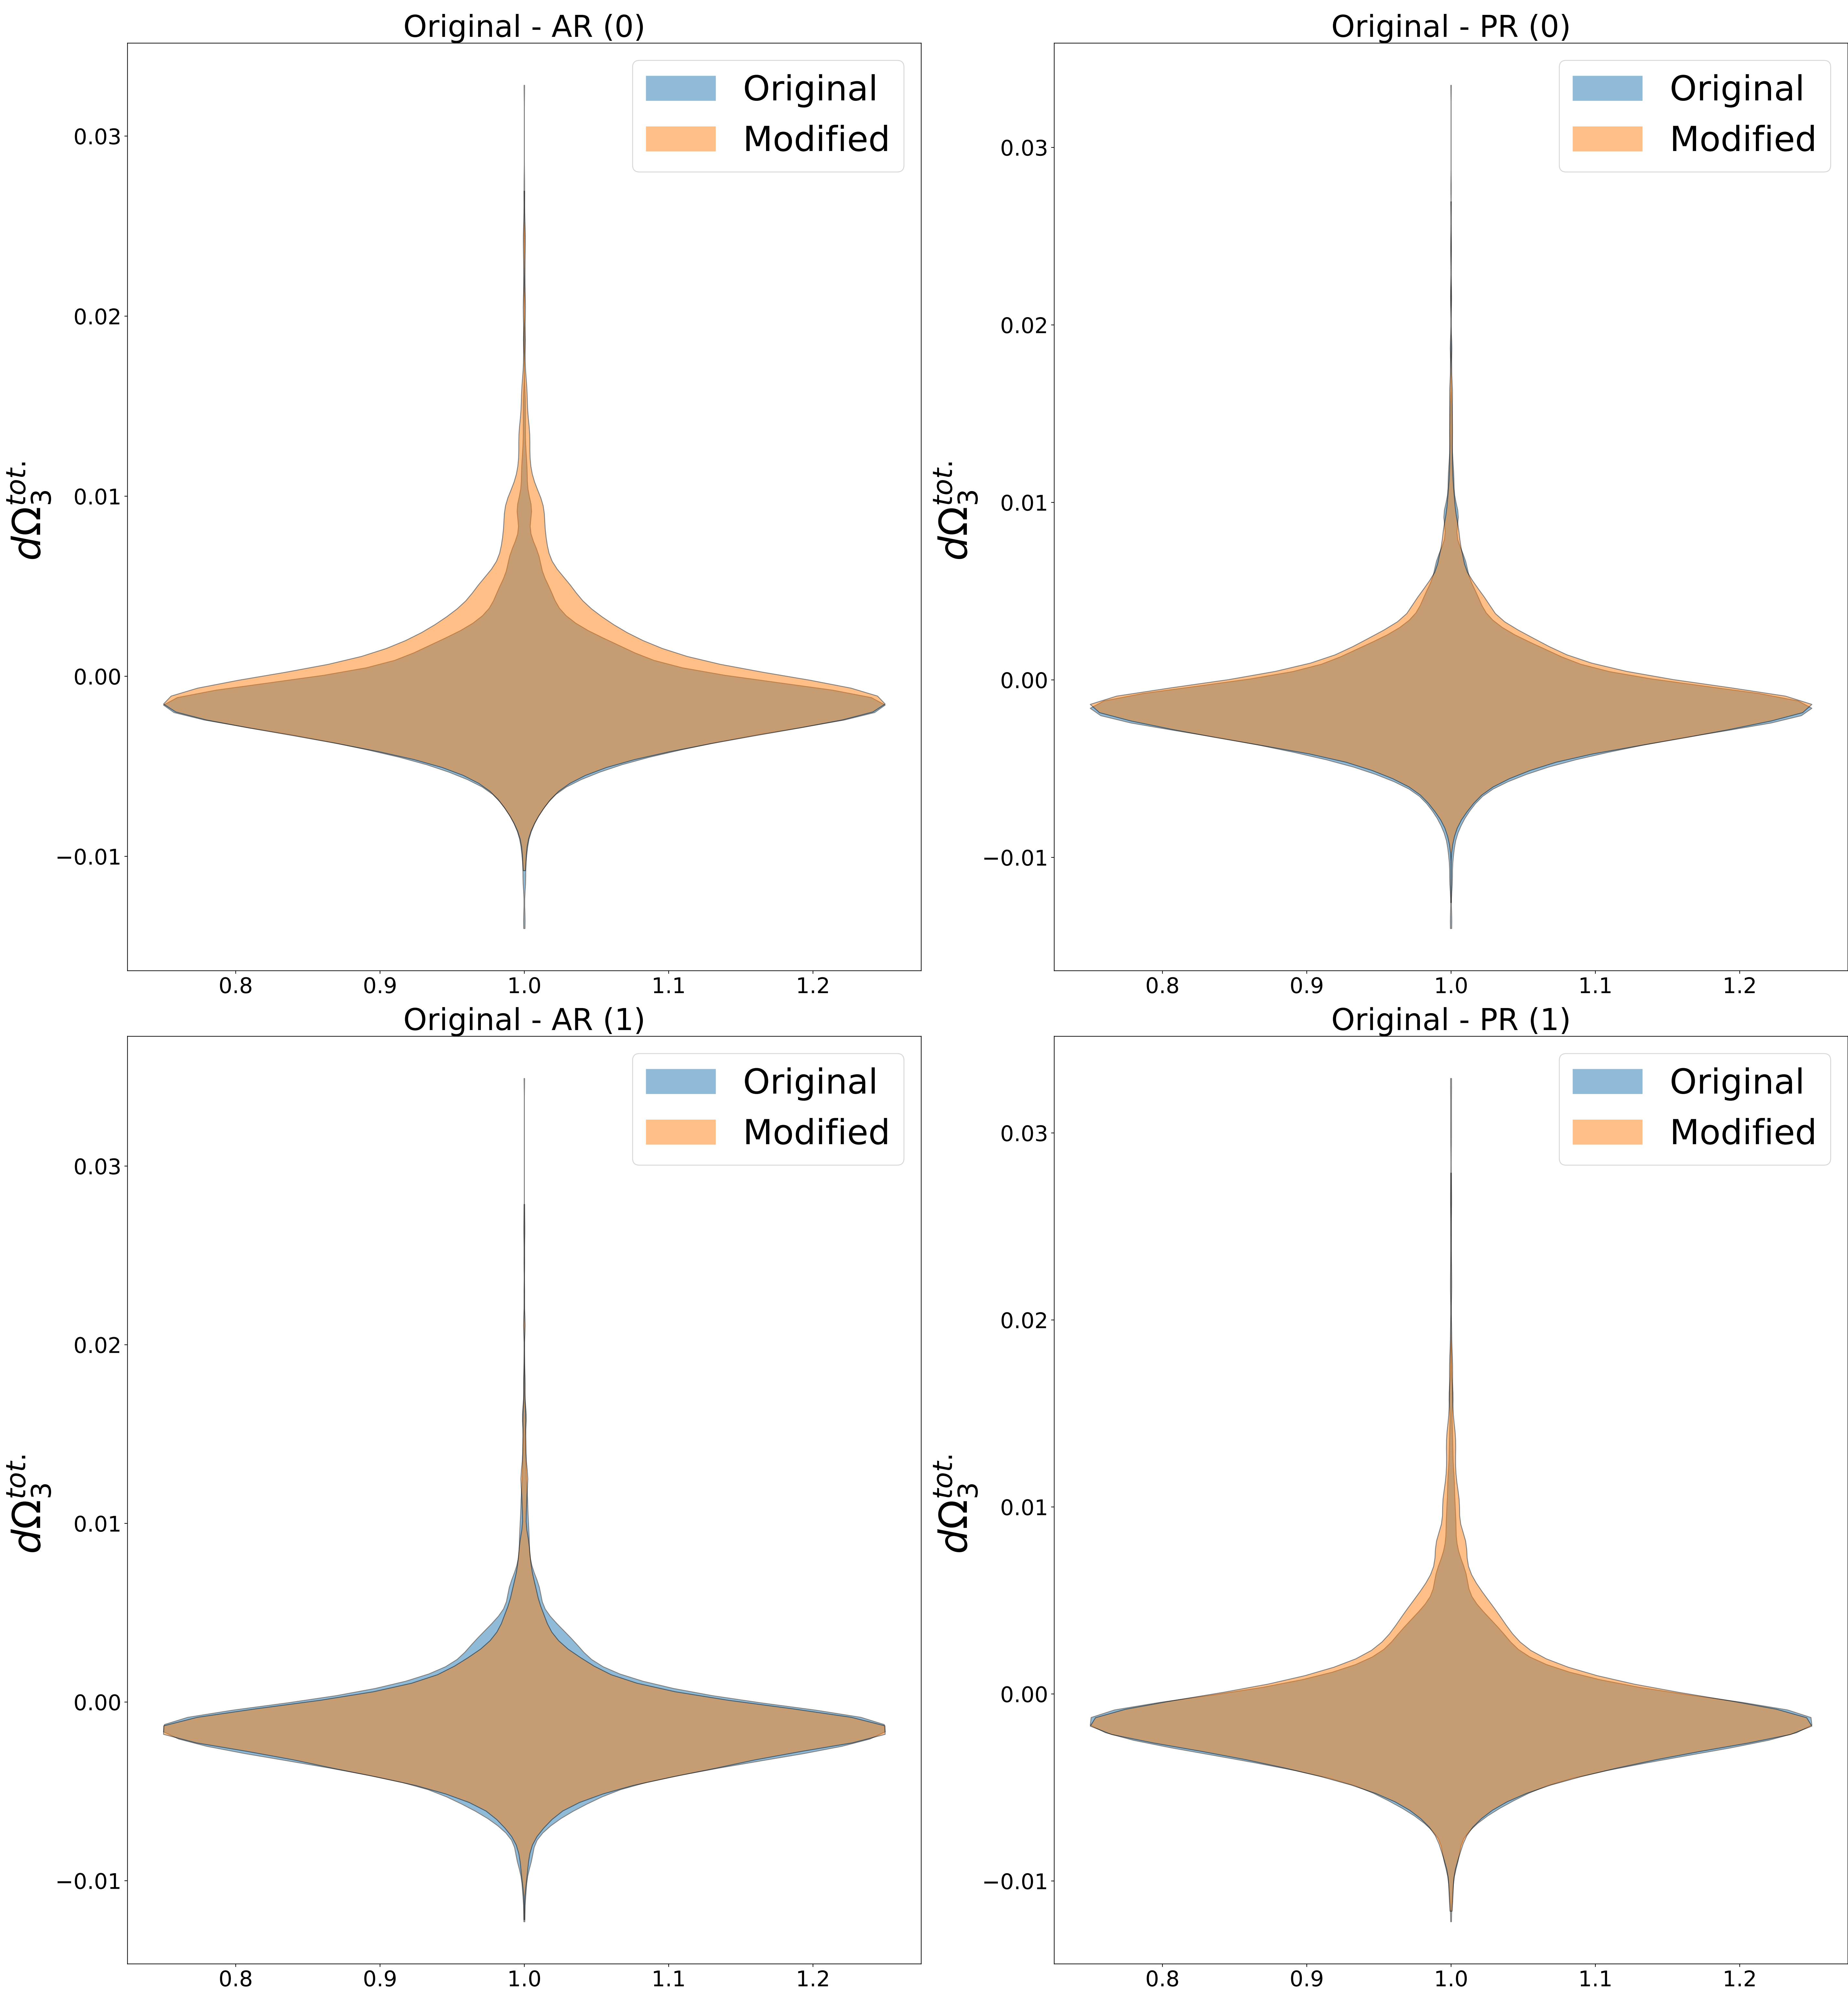 Original - AR (0)
Original
Modified
0.03
0.02
0.01
0.00
−0.01
dΩ₃ᵗᵒᵗ·
0.8 0.9 1.0 1.1 1.2
Original - PR (0)
Original
Modified
0.03
0.02
0.01
0.00
−0.01
dΩ₃ᵗᵒᵗ·
0.8 0.9 1.0 1.1 1.2
Original - AR (1)
Original
Modified
0.03
0.02
0.01
0.00
−0.01
dΩ₃ᵗᵒᵗ·
0.8 0.9 1.0 1.1 1.2
Original - PR (1)
Original
Modified
0.03
0.02
0.01
0.00
−0.01
dΩ₃ᵗᵒᵗ·
0.8 0.9 1.0 1.1 1.2